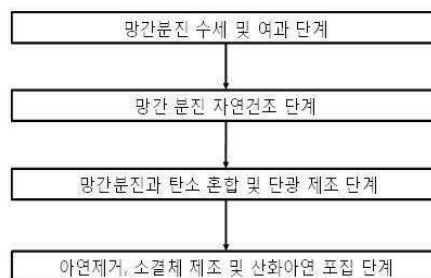 망간분진 수세 및 여과 단계
망간 분진 자연건조 단계
망간분진과 탄소 혼합 및 단광 제조 단계
아연제거, 소결체 제조 및 산화아연 포집 단계